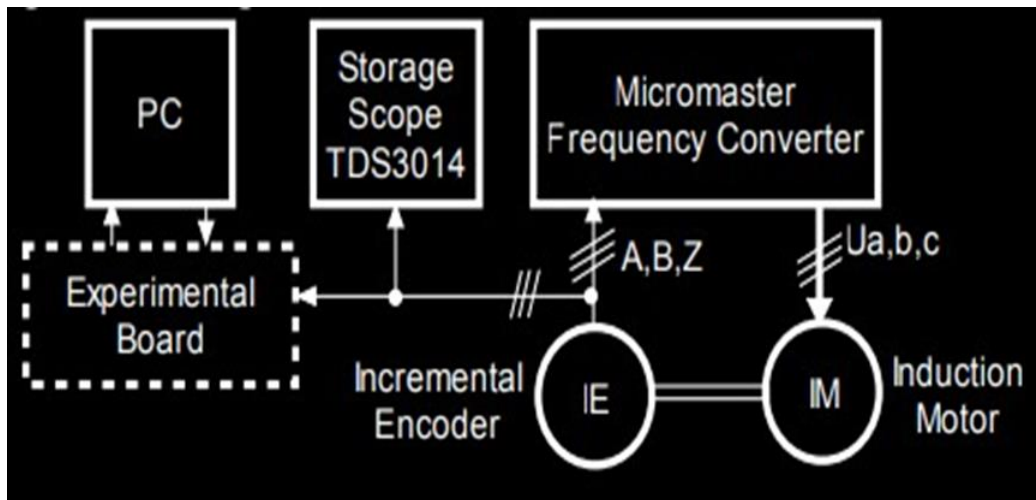 PC
Storage
Scope
TDS3014
Micromaster
Frequency Converter
A,B,Z
Ua,b,c
Experimental
Board
Incremental
Encoder
IE
IM
Induction
Motor